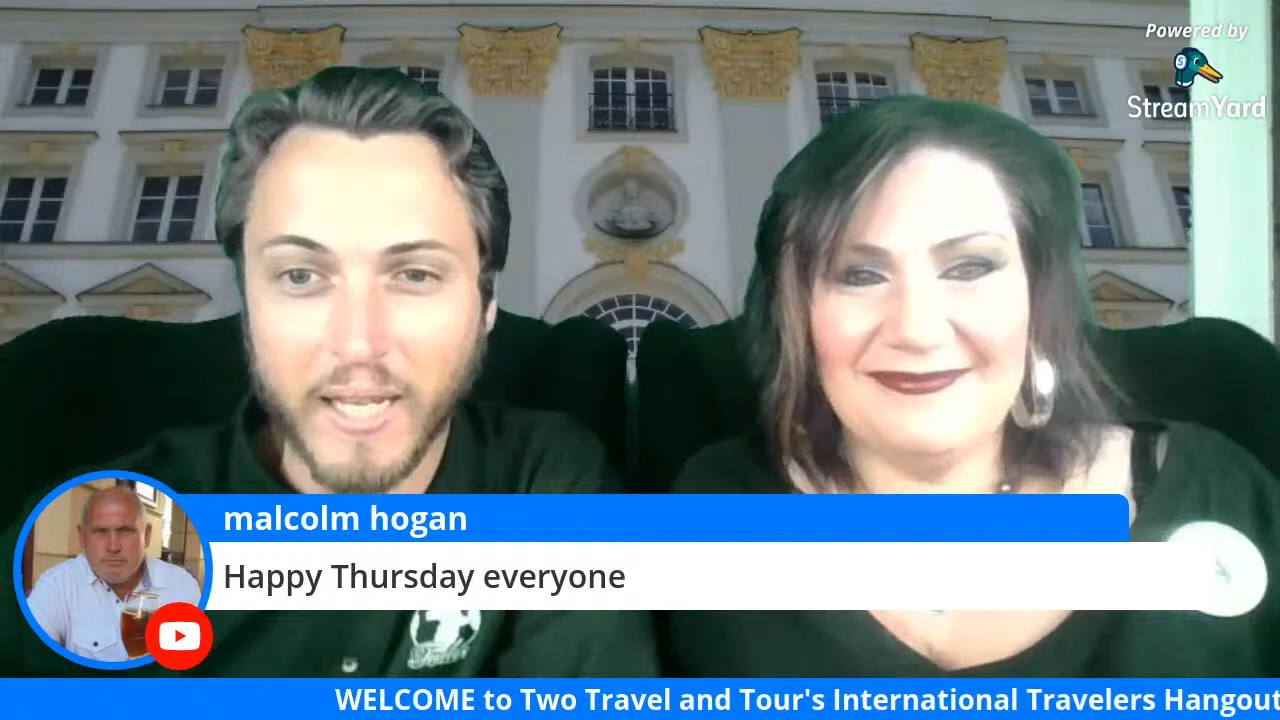 Powered by
StreamYard
malcolm hogan
Happy Thursday everyone
WELCOME to Two Travel and Tour's International Travelers Hangout